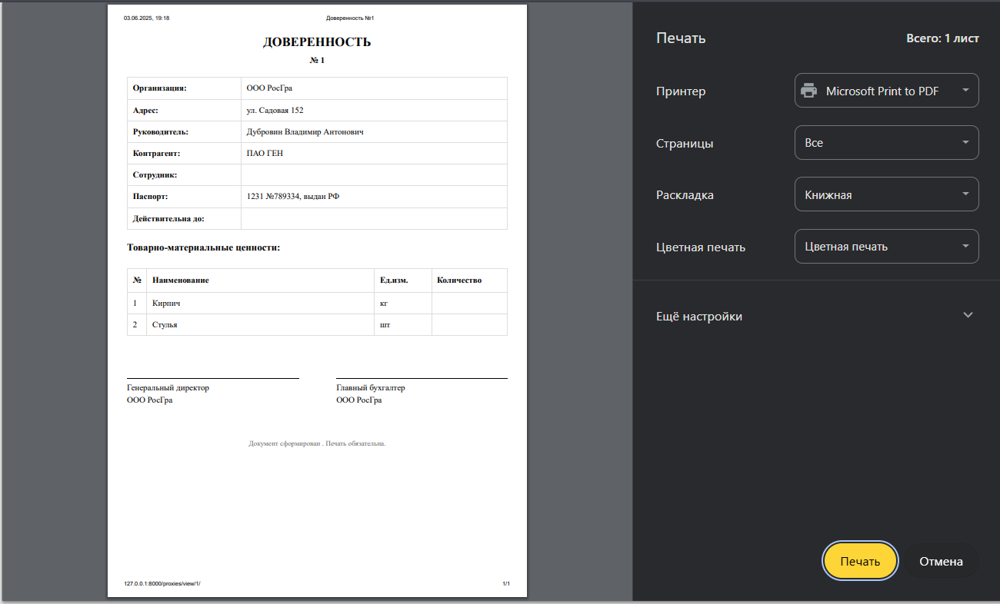 03.06.2025, 19:18 Доверенность №1
ДОВЕРЕННОСТЬ
№ 1
Организация: ООО РосГра
Адрес: ул. Садовая 152
Руководитель: Дубровин Владимир Антонович
Контрагент: ПАО ГЕН
Сотрудник:
Паспорт: 1231 №789334, выдан РФ
Действительна до:
Товарно-материальные ценности:
№ Наименование Ед.изм. Количество
1 Кирпич кг
2 Стулья шт
Генеральный директор Главный бухгалтер
ООО РосГра ООО РосГра
Документ сформирован . Печать обязательна.
127.0.0.1:8000/proxies/view/1/ 1/1
Печать Всего: 1 лист
Принтер Microsoft Print to PDF
Страницы Все
Раскладка Книжная
Цветная печать Цветная печать
Ещё настройки
Печать Отмена